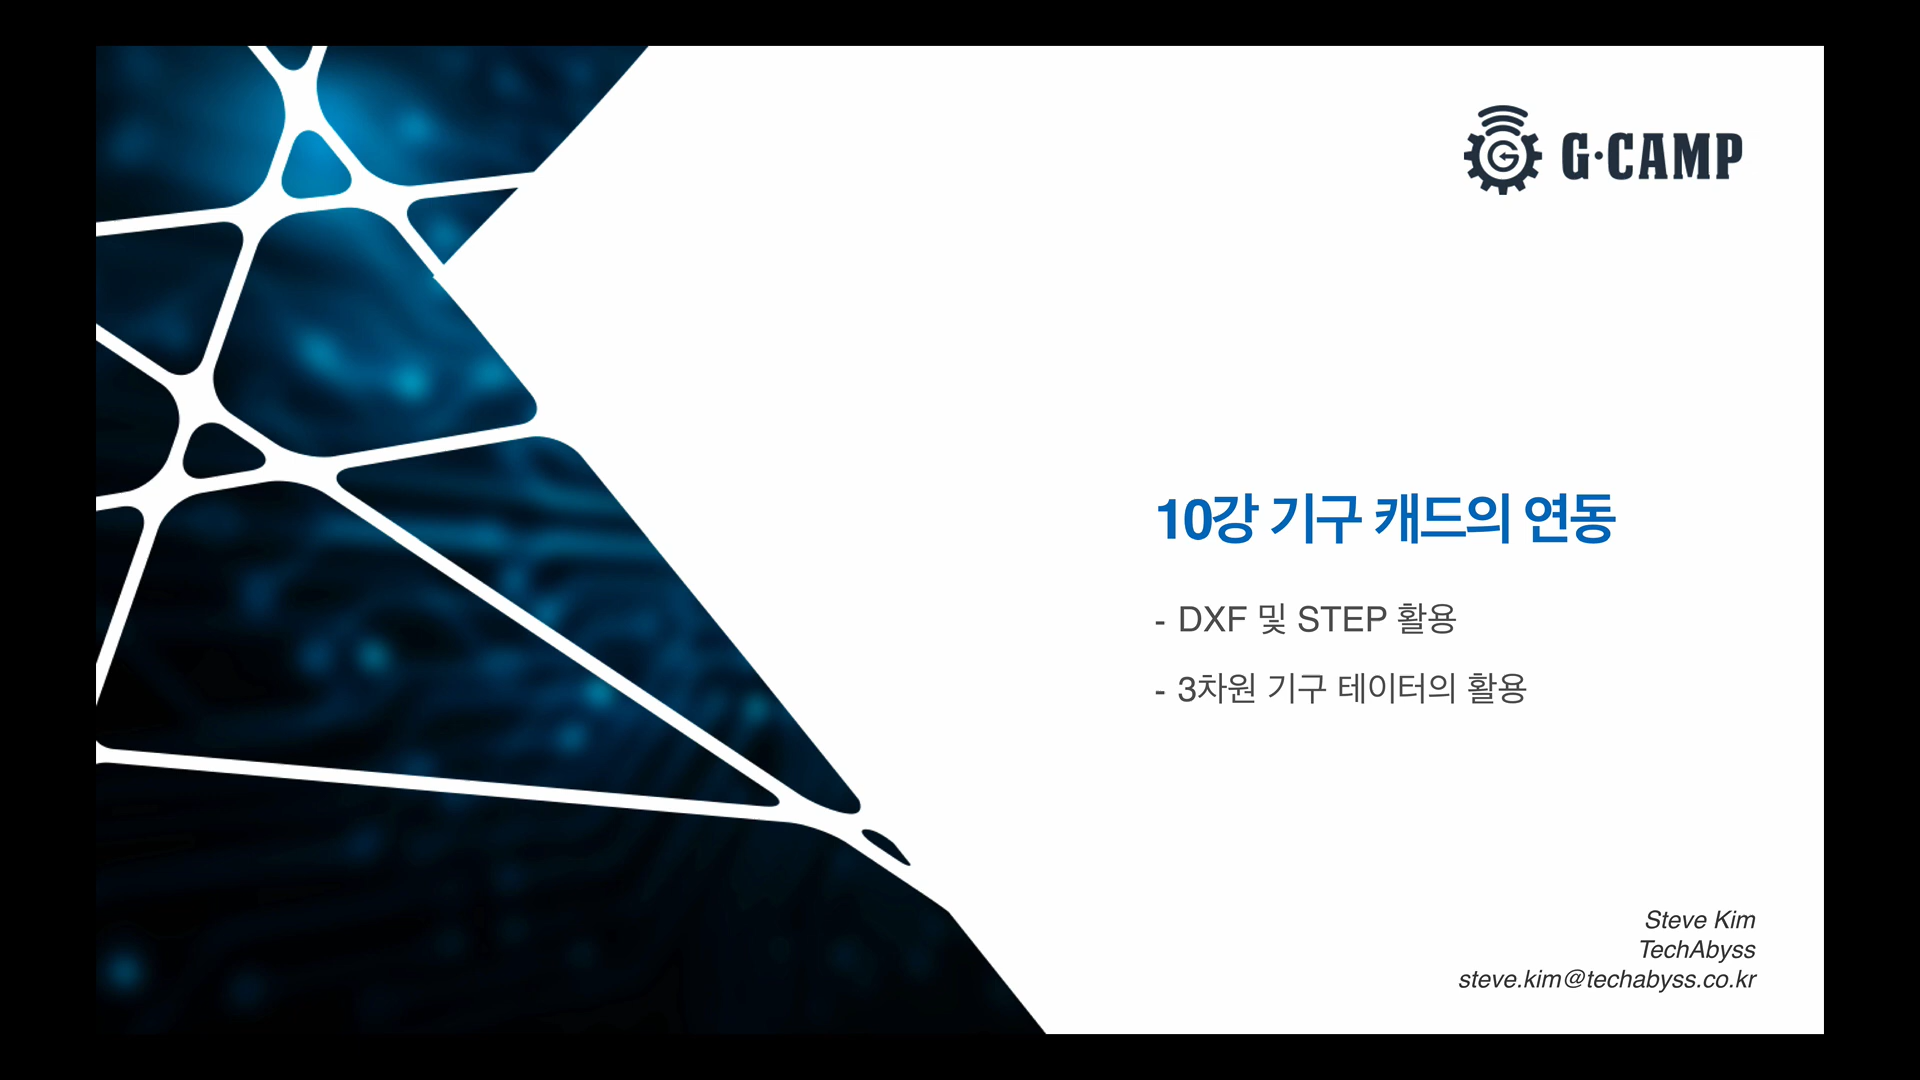 G·CAMP
10강 기구 캐드의 연동
- DXF 및 STEP 활용
- 3차원 기구 테이터의 활용
Steve Kim
TechAbyss
steve.kim@techabyss.co.kr